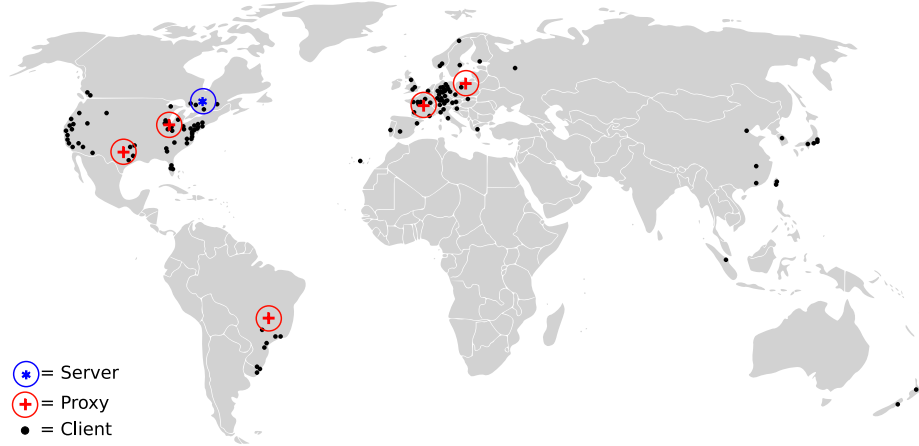 = Server
= Proxy
= Client